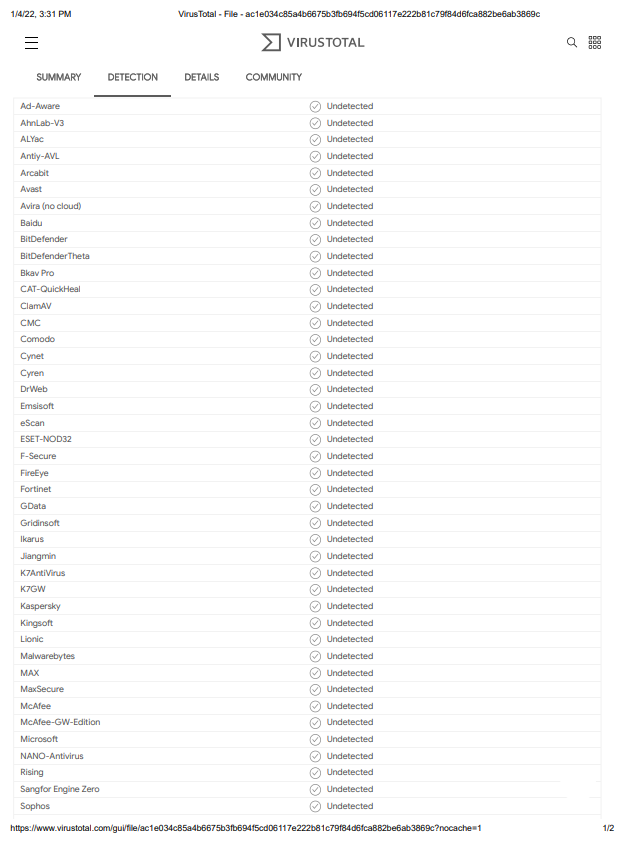 1/4/22, 3:31 PM VirusTotal - File - ac1e034c85a4b6675b3fb694f5cd06117e222b81c79f84d6fca882be6ab3869c
VIRUSTOTAL
SUMMARY DETECTION DETAILS COMMUNITY
Ad-Aware Undetected
AhnLab-V3 Undetected
ALYac Undetected
Antiy-AVL Undetected
Arcabit Undetected
Avast Undetected
Avira (no cloud) Undetected
Baidu Undetected
BitDefender Undetected
BitDefenderTheta Undetected
Bkav Pro Undetected
CAT-QuickHeal Undetected
ClamAV Undetected
CMC Undetected
Comodo Undetected
Cynet Undetected
Cyren Undetected
DrWeb Undetected
Emsisoft Undetected
eScan Undetected
ESET-NOD32 Undetected
F-Secure Undetected
FireEye Undetected
Fortinet Undetected
GData Undetected
Gridinsoft Undetected
Ikarus Undetected
Jiangmin Undetected
K7AntiVirus Undetected
K7GW Undetected
Kaspersky Undetected
Kingsoft Undetected
Lionic Undetected
Malwarebytes Undetected
MAX Undetected
MaxSecure Undetected
McAfee Undetected
McAfee-GW-Edition Undetected
Microsoft Undetected
NANO-Antivirus Undetected
Rising Undetected
Sangfor Engine Zero Undetected
Sophos Undetected
https://www.virustotal.com/gui/file/ac1e034c85a4b6675b3fb694f5cd06117e222b81c79f84d6fca882be6ab3869c?nocache=1 1/2